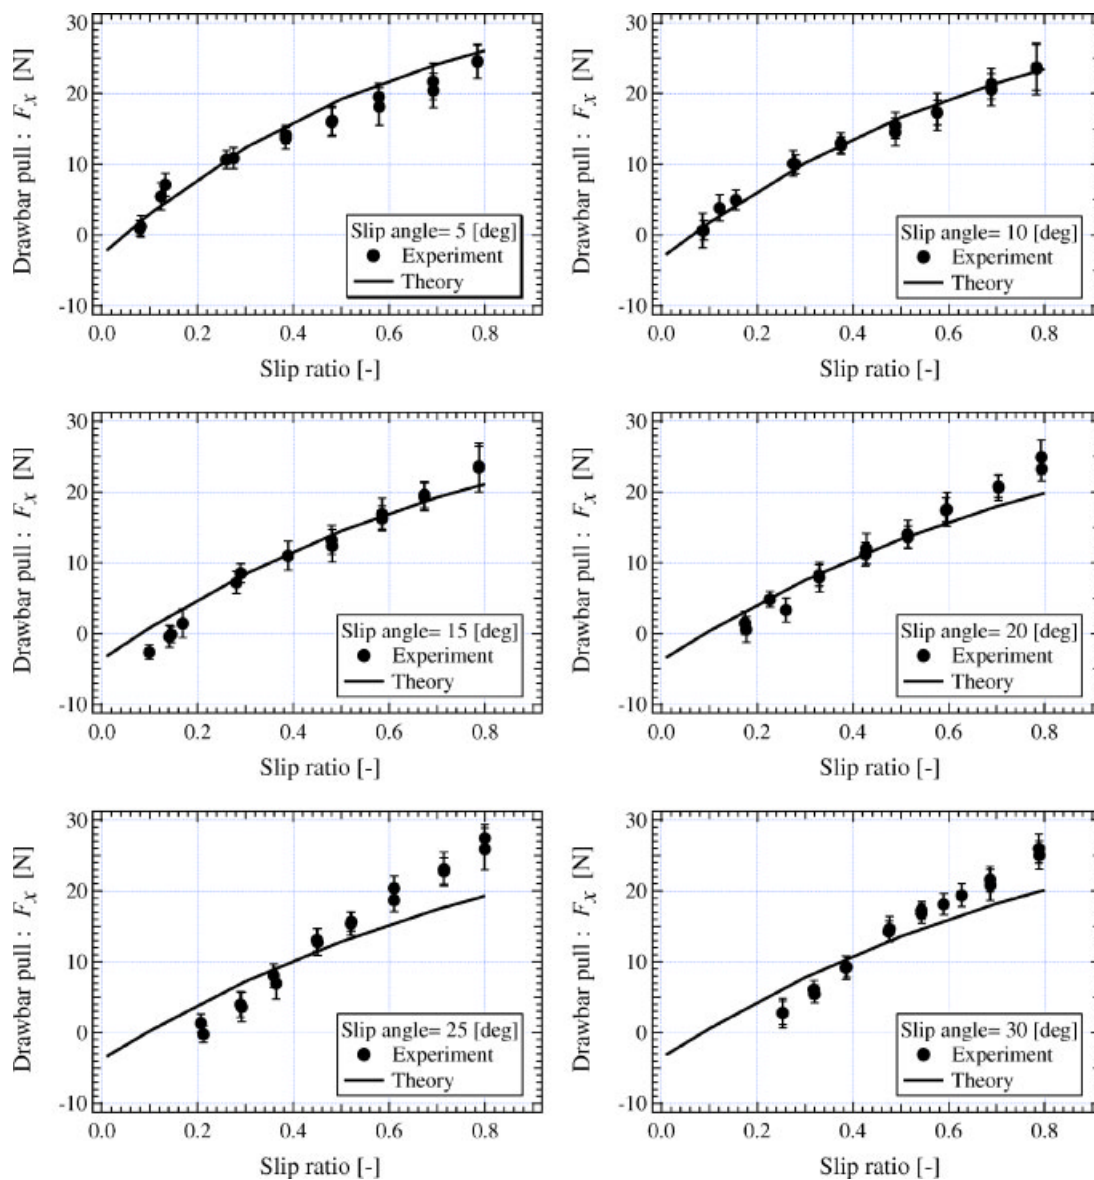 30
20
10
0
-10
Drawbar pull : Fx [N]
Slip angle= 5 [deg]
Experiment
Theory
0.0 0.2 0.4 0.6 0.8
Slip ratio [-]
30
20
10
0
-10
Drawbar pull : Fx [N]
Slip angle= 10 [deg]
Experiment
Theory
0.0 0.2 0.4 0.6 0.8
Slip ratio [-]
30
20
10
0
-10
Drawbar pull : Fx [N]
Slip angle= 15 [deg]
Experiment
Theory
0.0 0.2 0.4 0.6 0.8
Slip ratio [-]
30
20
10
0
-10
Drawbar pull : Fx [N]
Slip angle= 20 [deg]
Experiment
Theory
0.0 0.2 0.4 0.6 0.8
Slip ratio [-]
30
20
10
0
-10
Drawbar pull : Fx [N]
Slip angle= 25 [deg]
Experiment
Theory
0.0 0.2 0.4 0.6 0.8
Slip ratio [-]
30
20
10
0
-10
Drawbar pull : Fx [N]
Slip angle= 30 [deg]
Experiment
Theory
0.0 0.2 0.4 0.6 0.8
Slip ratio [-]